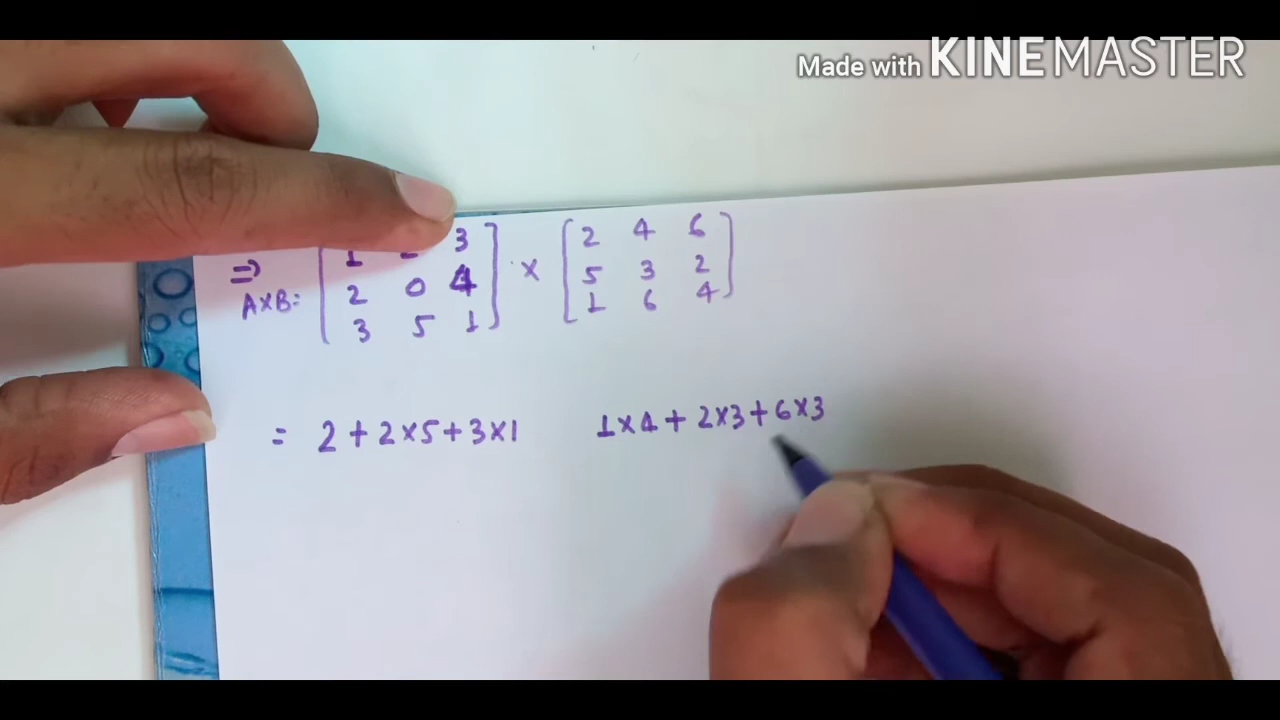 Made with KINEMASTER
3
⇒ 1 × 2 4 6
A×B= 2 0 4 5 3 2
3 5 1 1 6 4
= 2+2×5+3×1 1×4+2×3+6×3